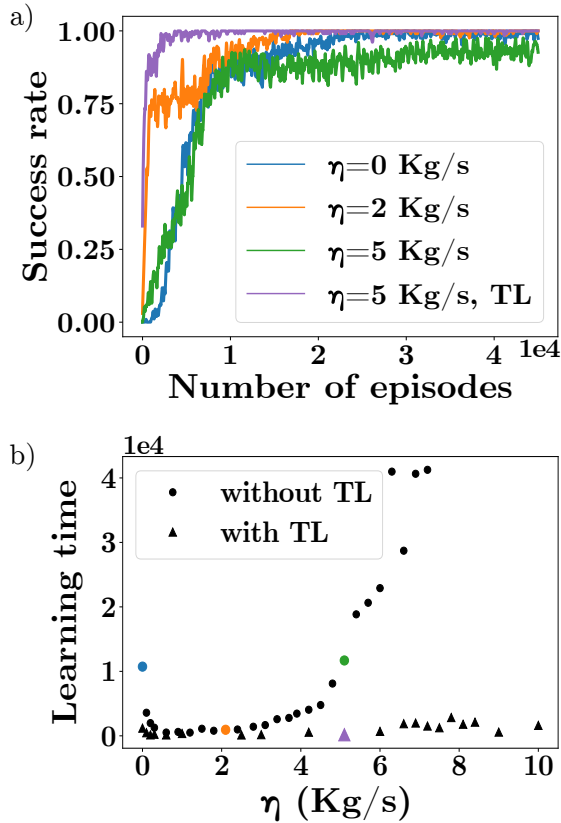 a)
1.00
0.75
0.50
0.25
0.00
Success rate
η=0 Kg/s
η=2 Kg/s
η=5 Kg/s
η=5 Kg/s, TL
0 1 2 3 4
1e4
Number of episodes
b)
1e4
4
2
1
0
Learning time
without TL
with TL
0 2 4 6 8 10
η (Kg/s)